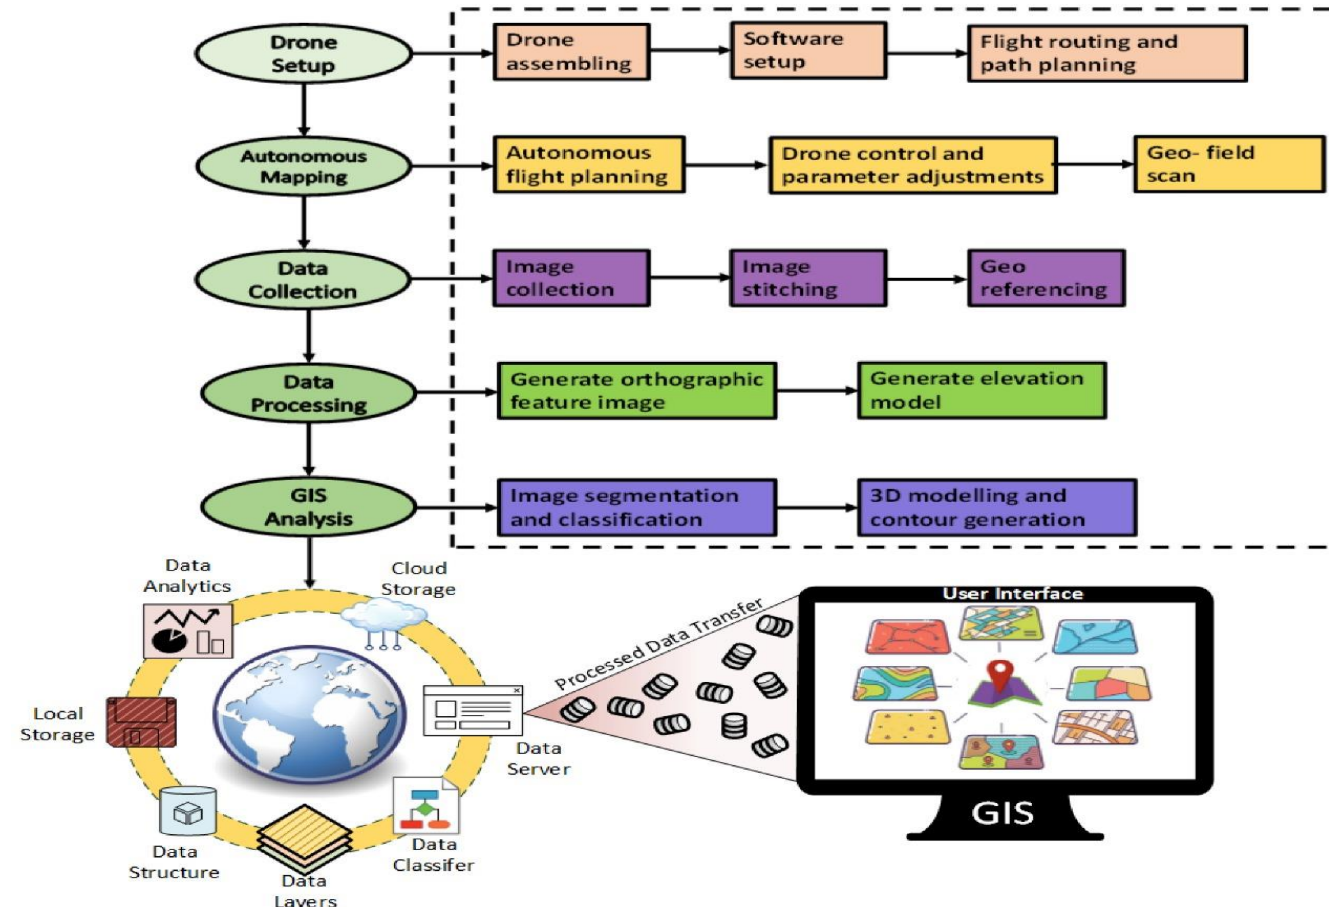 Drone
Setup
Drone
assembling
Software
setup
Flight routing and
path planning
Autonomous
Mapping
Autonomous
flight planning
Drone control and
parameter adjustments
Geo- field
scan
Data
Collection
Image
collection
Image
stitching
Geo
referencing
Data
Processing
Generate orthographic
feature image
Generate elevation
model
GIS
Analysis
Image segmentation
and classification
3D modelling and
contour generation
Data
Analytics
Cloud
Storage
Local
Storage
Data
Server
Data
Structure
Data
Layers
Data
Classifer
Processed Data Transfer
User Interface
GIS